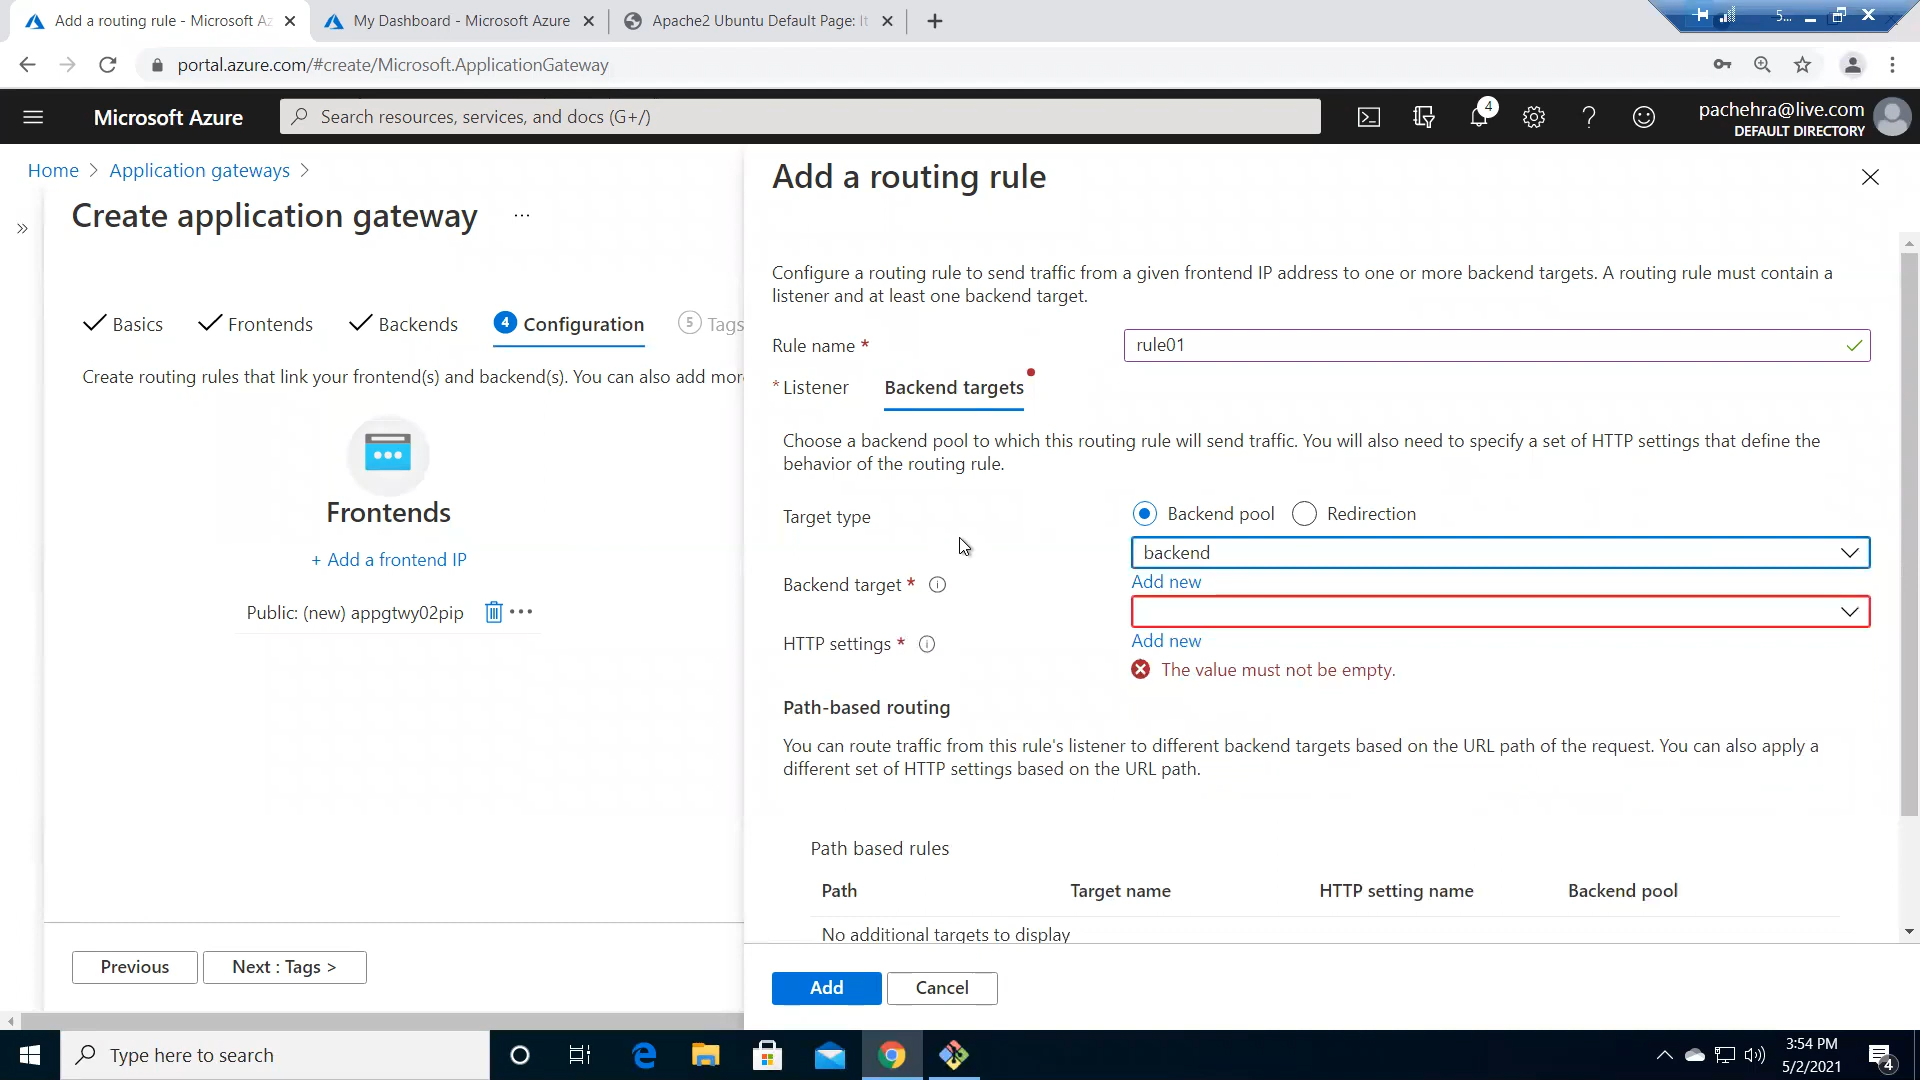 Add a routing rule - Microsoft Az
My Dashboard - Microsoft Azure
Apache2 Ubuntu Default Page: It
5...
portal.azure.com/#create/Microsoft.ApplicationGateway
Microsoft Azure
Search resources, services, and docs (G+/)
4
pachehra@live.com
DEFAULT DIRECTORY
Home
Application gateways
Create application gateway
...
Basics
Frontends
Backends
4
Configuration
5
Tags
Create routing rules that link your frontend(s) and backend(s). You can also add mor
Frontends
+ Add a frontend IP
Public: (new) appgtwy02pip
Previous
Next : Tags >
Add a routing rule
Configure a routing rule to send traffic from a given frontend IP address to one or more backend targets. A routing rule must contain a
listener and at least one backend target.
Rule name *
rule01
* Listener
Backend targets
Choose a backend pool to which this routing rule will send traffic. You will also need to specify a set of HTTP settings that define the
behavior of the routing rule.
Target type
Backend pool
Redirection
backend
Backend target *
Add new
HTTP settings *
Add new
The value must not be empty.
Path-based routing
You can route traffic from this rule's listener to different backend targets based on the URL path of the request. You can also apply a
different set of HTTP settings based on the URL path.
Path based rules
Path
Target name
HTTP setting name
Backend pool
No additional targets to display
Add
Cancel
Type here to search
3:54 PM
5/2/2021
4